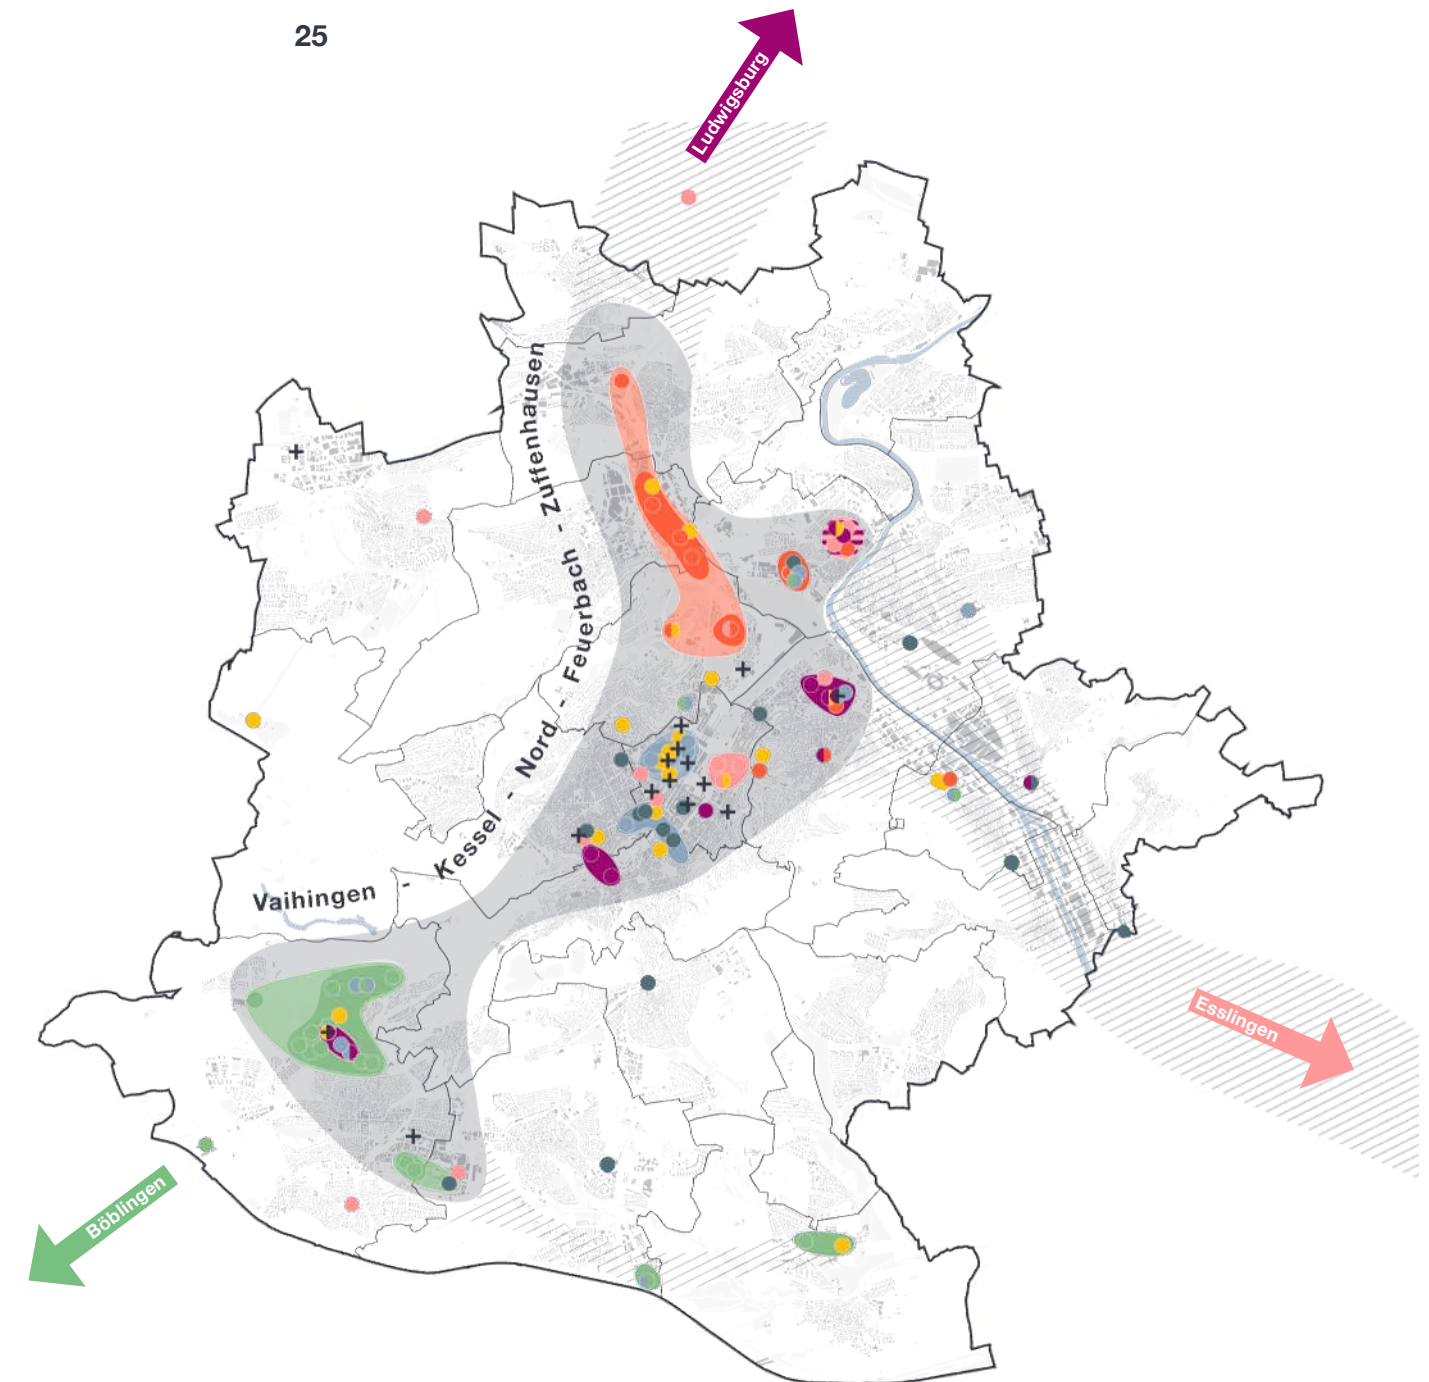 25
Ludwigsburg
Vaihingen - Kessel - Nord - Feuerbach - Zuffenhausen
Esslingen
Böblingen